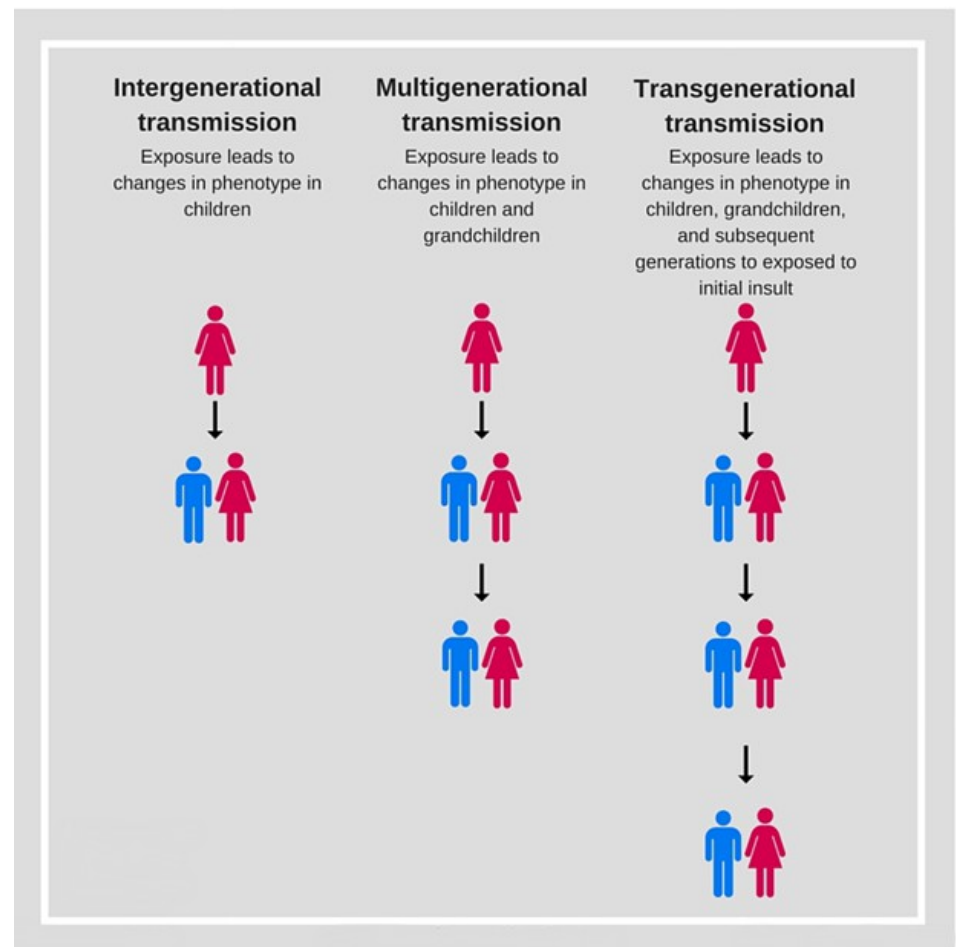 Intergenerational
transmission
Exposure leads to
changes in phenotype in
children
Multigenerational
transmission
Exposure leads to
changes in phenotype in
children and
grandchildren
Transgenerational
transmission
Exposure leads to
changes in phenotype in
children, grandchildren,
and subsequent
generations to exposed to
initial insult